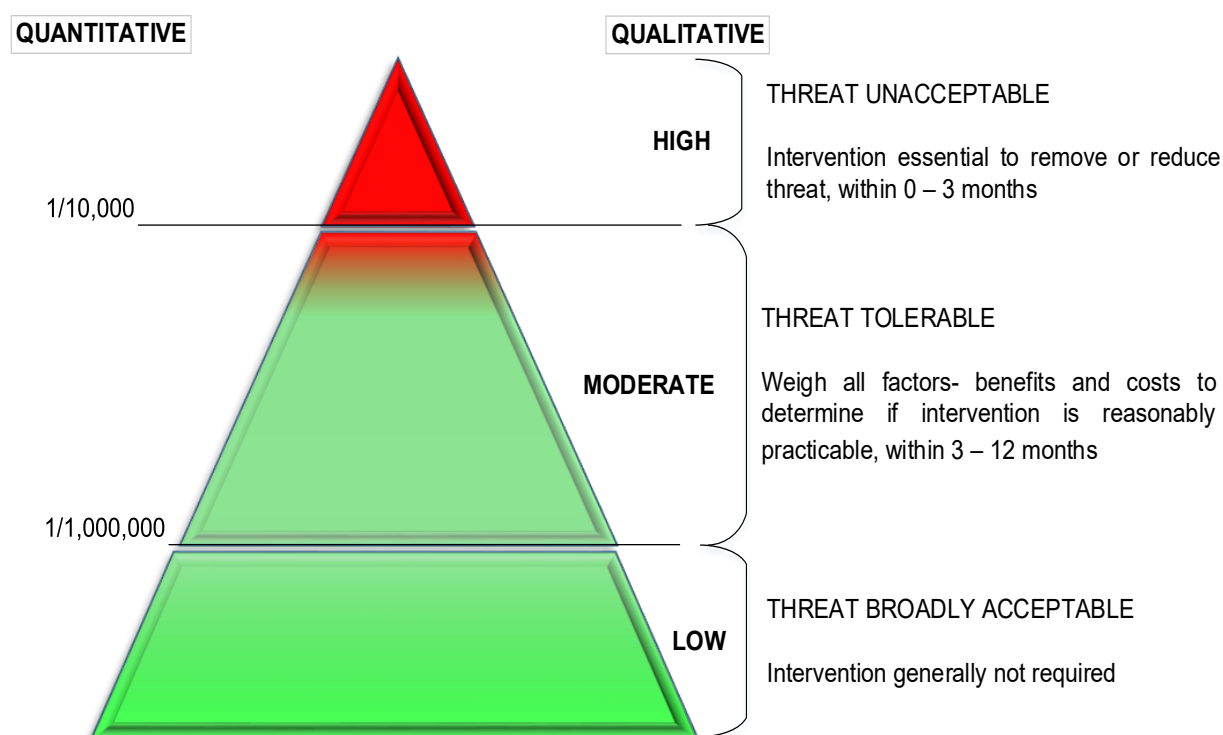 QUANTITATIVE
QUALITATIVE
THREAT UNACCEPTABLE
HIGH
Intervention essential to remove or reduce
threat, within 0 – 3 months
1/10,000
THREAT TOLERABLE
MODERATE
Weigh all factors- benefits and costs to
determine if intervention is reasonably
practicable, within 3 – 12 months
1/1,000,000
THREAT BROADLY ACCEPTABLE
LOW
Intervention generally not required